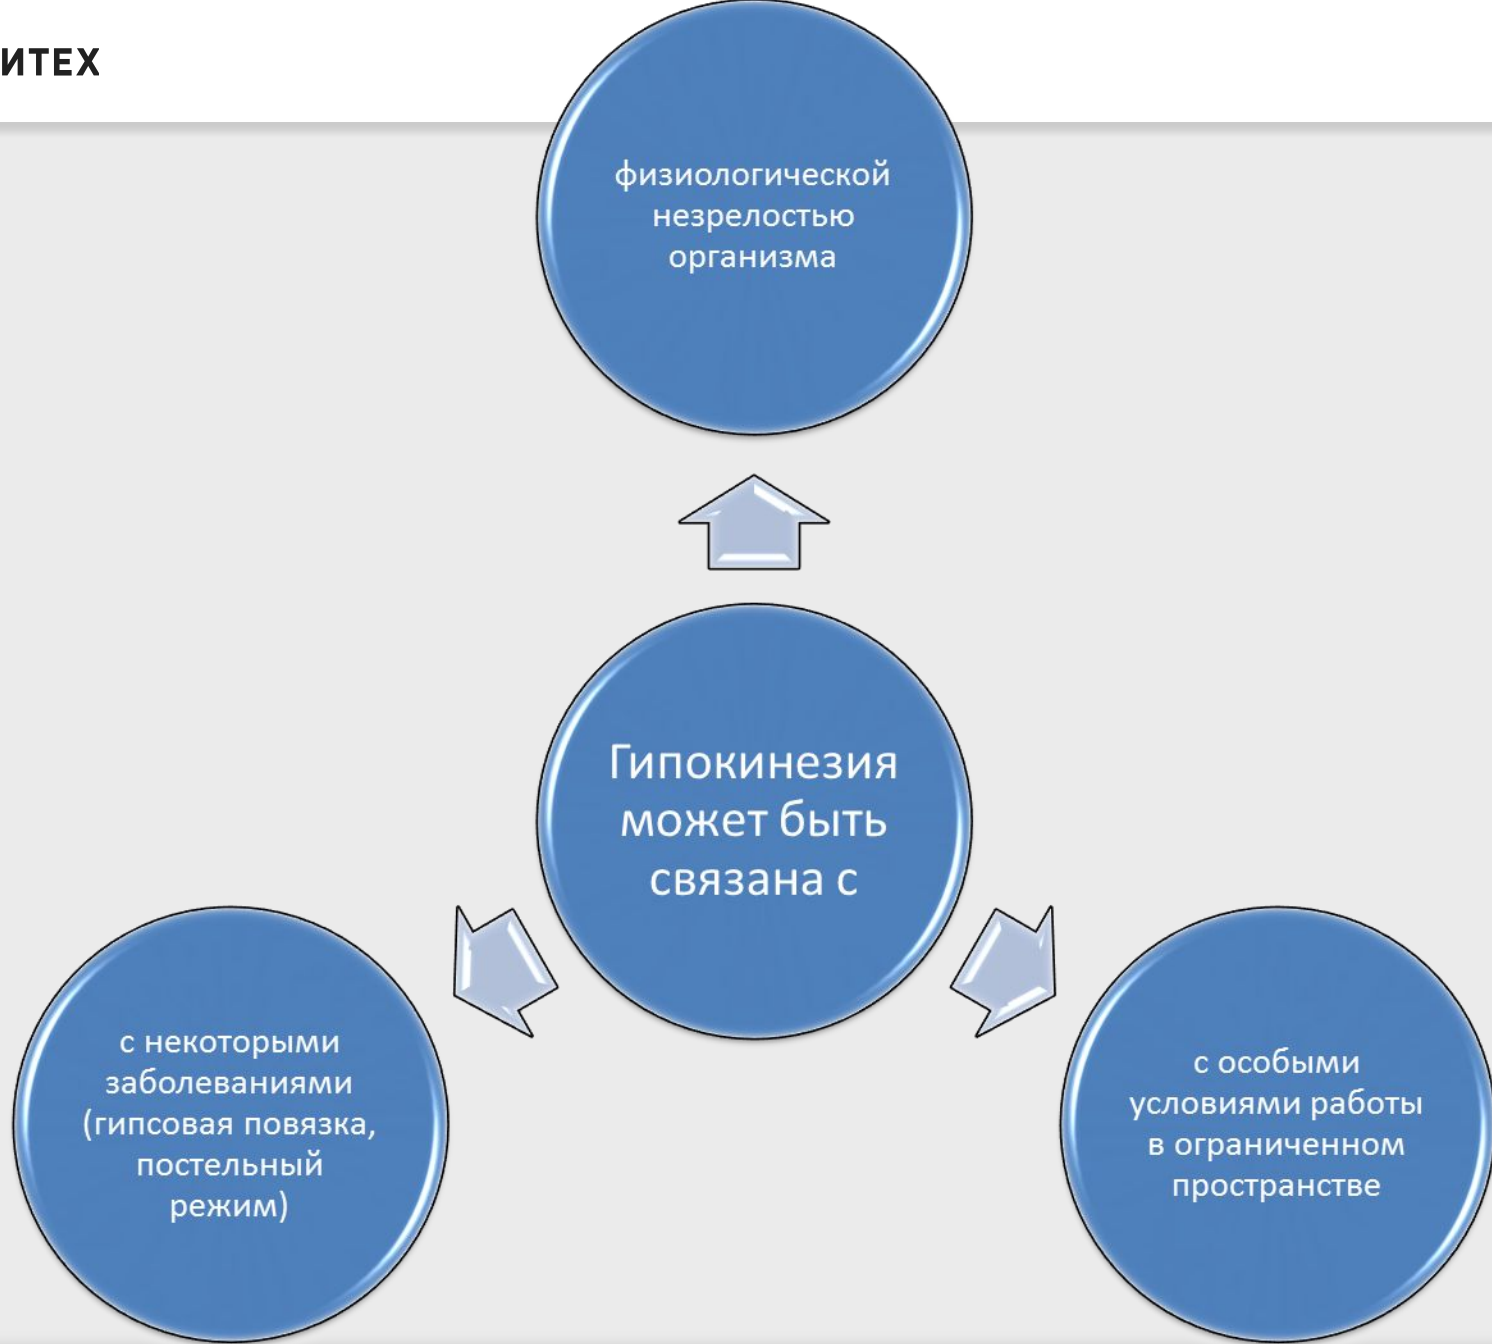 ИТЕХ
физиологической
незрелостью
организма
Гипокинезия
может быть
связана с
с некоторыми
заболеваниями
(гипсовая повязка,
постельный
режим)
с особыми
условиями работы
в ограниченном
пространстве